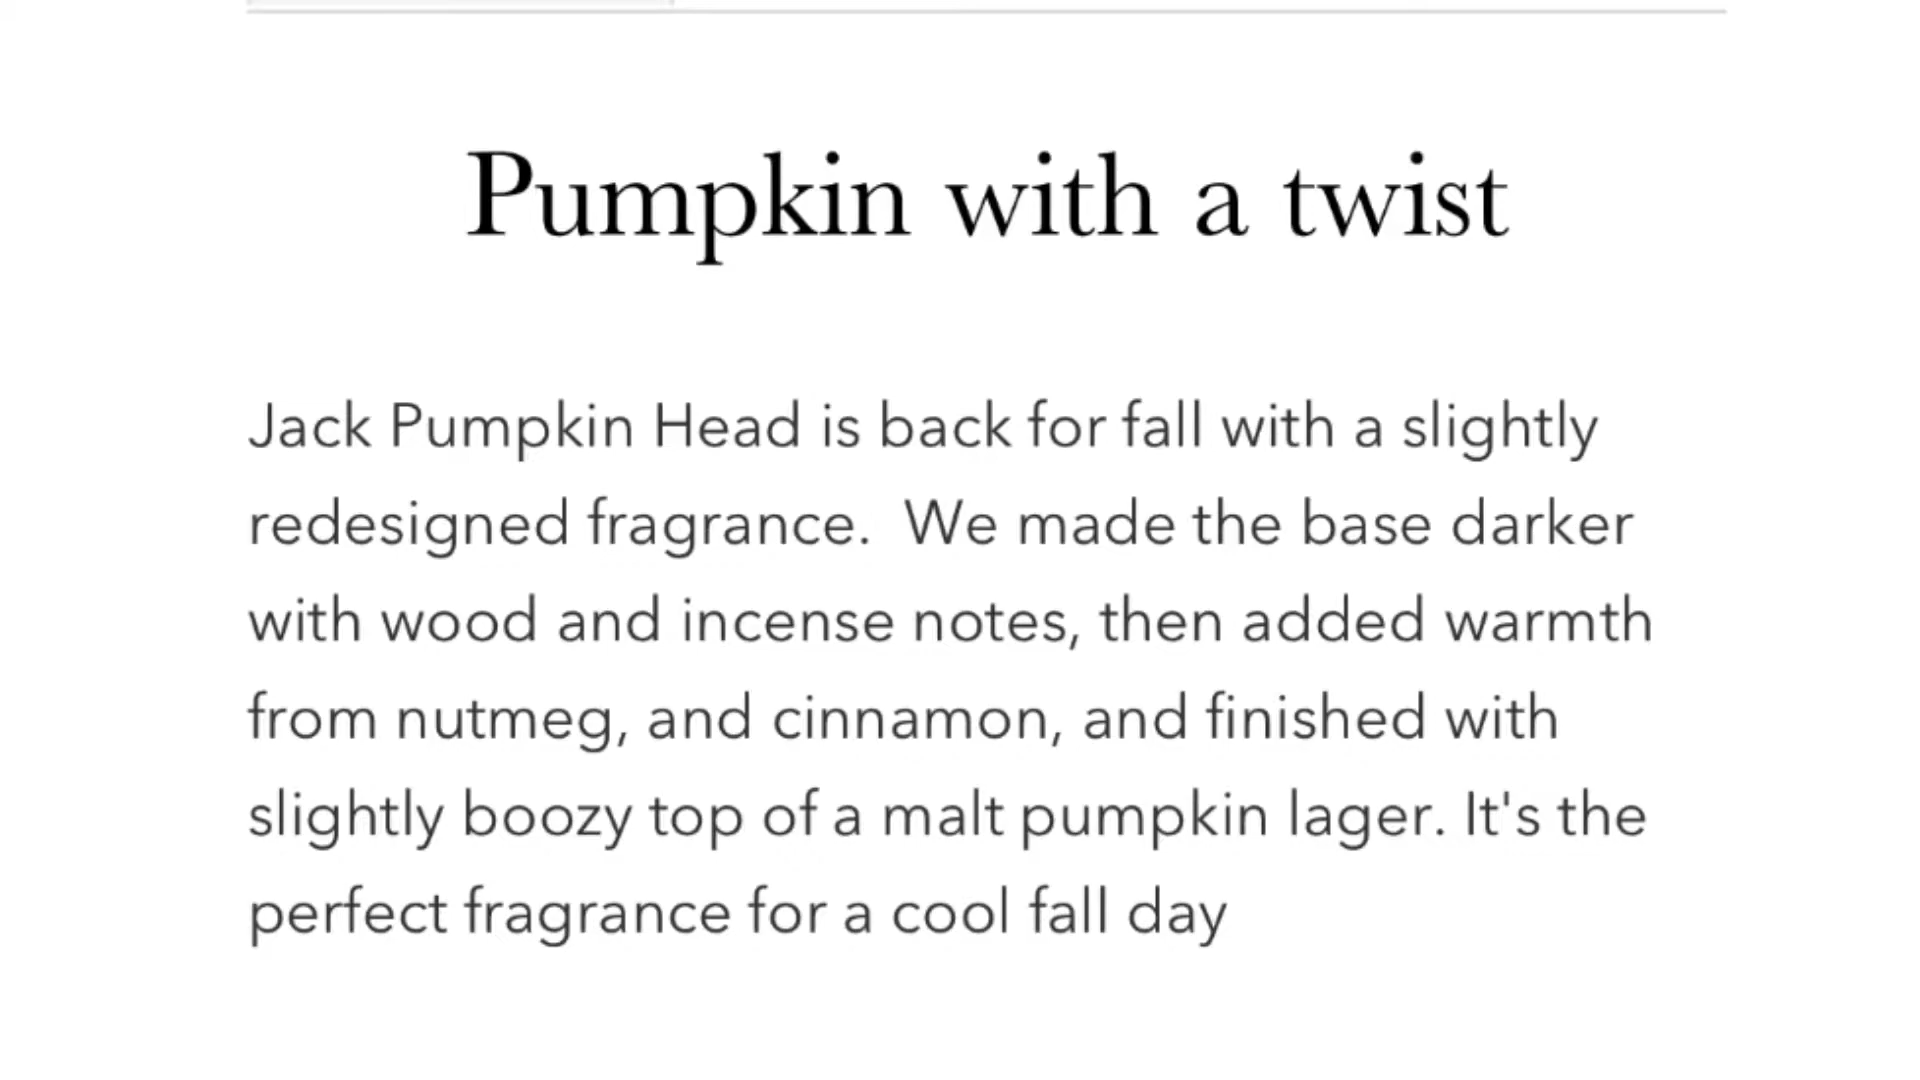 Pumpkin with a twist
Jack Pumpkin Head is back for fall with a slightly
redesigned fragrance.  We made the base darker
with wood and incense notes, then added warmth
from nutmeg, and cinnamon, and finished with
slightly boozy top of a malt pumpkin lager. It's the
perfect fragrance for a cool fall day